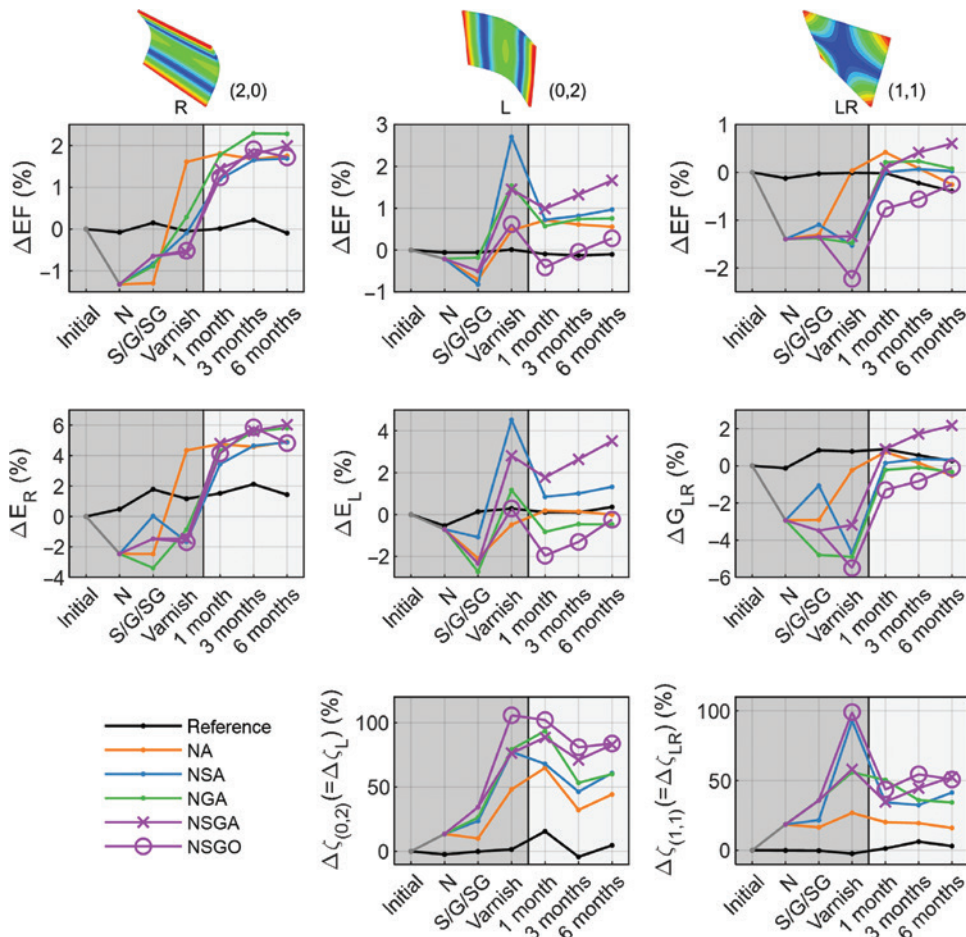 (2,0)
(0,2)
(1,1)
R
L
LR
ΔEF (%)
2
1
0
−1
Initial
N
S/G/SG
Varnish
1 month
3 months
6 months
ΔEF (%)
3
2
1
0
−1
Initial
N
S/G/SG
Varnish
1 month
3 months
6 months
ΔEF (%)
1
0
−1
−2
Initial
N
S/G/SG
Varnish
1 month
3 months
6 months
ΔE_R (%)
6
4
2
0
−2
−4
Initial
N
S/G/SG
Varnish
1 month
3 months
6 months
ΔE_L (%)
4
2
0
−2
Initial
N
S/G/SG
Varnish
1 month
3 months
6 months
ΔG_LR (%)
2
0
−2
−4
−6
Initial
N
S/G/SG
Varnish
1 month
3 months
6 months
Reference
NA
NSA
NGA
NSGA
NSGO
Δζ(0,2)(=Δζ_L) (%)
100
50
0
Initial
N
S/G/SG
Varnish
1 month
3 months
6 months
Δζ(1,1)(=Δζ_LR) (%)
100
50
0
Initial
N
S/G/SG
Varnish
1 month
3 months
6 months